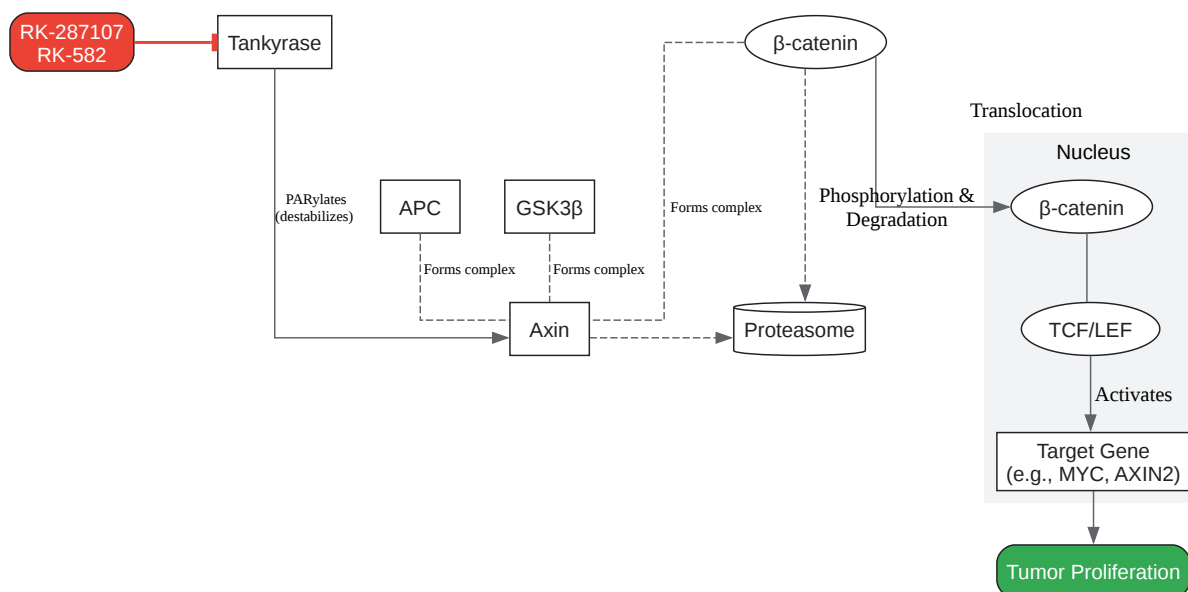 RK-287107
RK-582
Tankyrase
β-catenin
Translocation
Nucleus
PARylates
(destabilizes)
APC
GSK3β
Forms complex
Phosphorylation &
Degradation
β-catenin
Forms complex
Forms complex
Axin
Proteasome
TCF/LEF
Activates
Target Gene
(e.g., MYC, AXIN2)
Tumor Proliferation